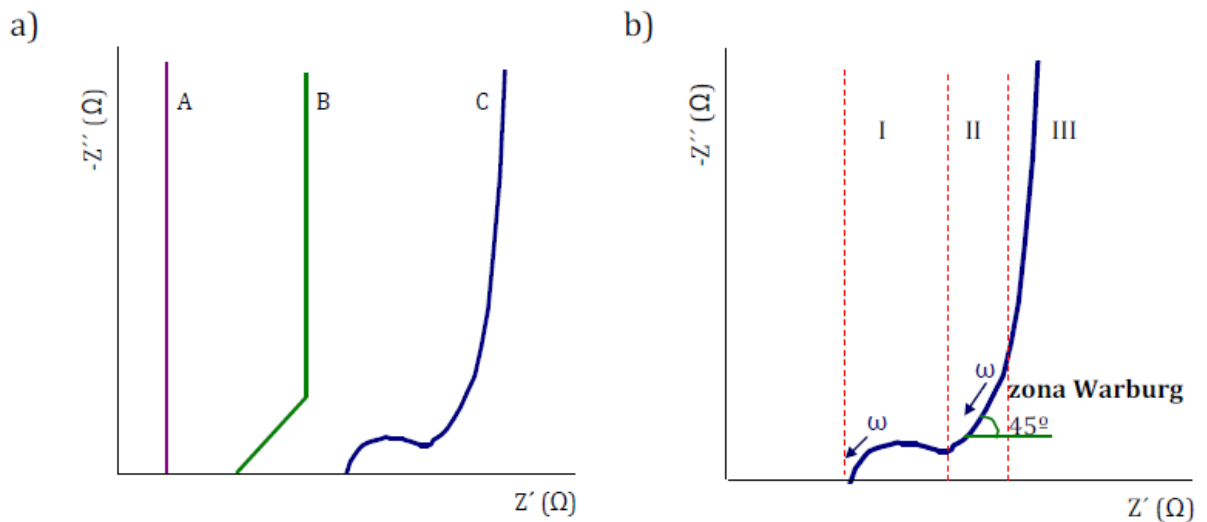 a)
-Z´´ (Ω)
A
B
C
Z´ (Ω)
b)
-Z´´ (Ω)
I
II
III
ω
ω
zona Warburg
45º
Z´ (Ω)